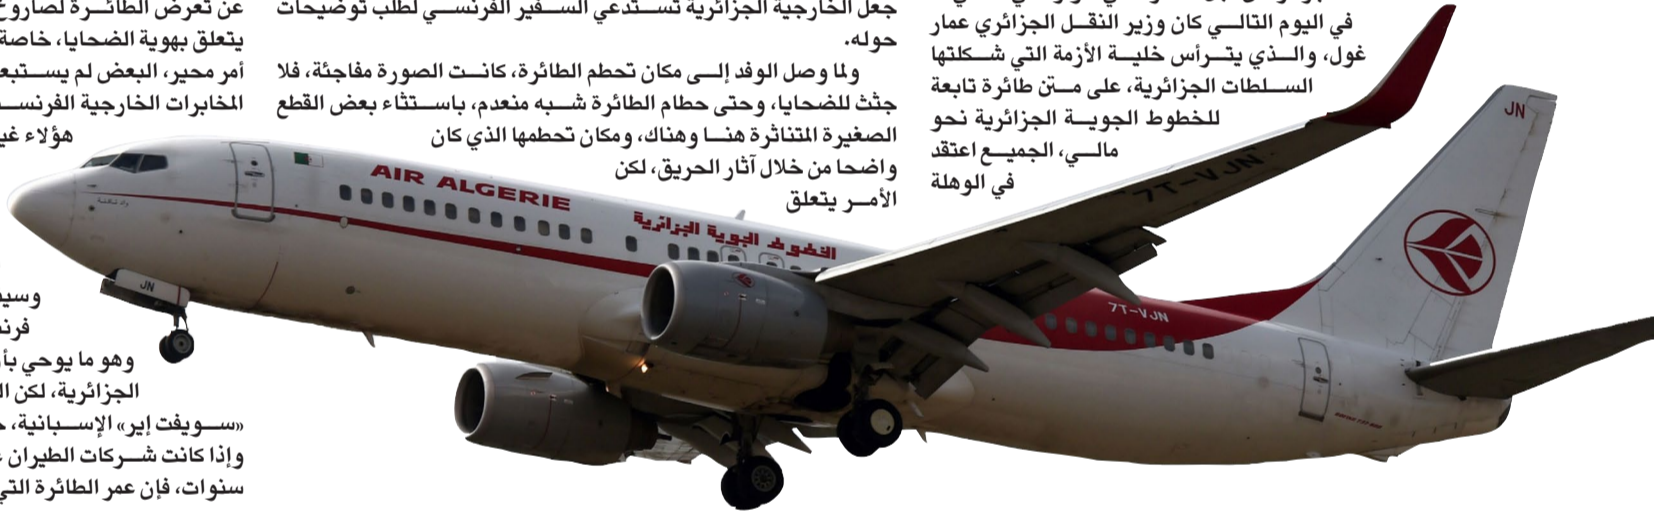 في اليوم التالي كان وزير النقل الجزائري عمار
غول، والذي يترأس خلية الأزمة التي شكلتها
السلطات الجزائرية، على متن طائرة تابعة
للخطوط الجوية الجزائرية نحو
مالي، الجميع اعتقد
في الوهلة
جعل الخارجية الجزائرية تستدعي السفير الفرنسي لطلب توضيحات
حوله.
ولما وصل الوفد إلى مكان تحطم الطائرة، كانت الصورة مفاجئة، فلا
جثث للضحايا، وحتى حطام الطائرة شبه منعدم، باستثناء بعض القطع
الصغيرة المتناثرة هنا وهناك، ومكان تحطمها الذي كان
واضحا من خلال آثار الحريق، لكن
الأمر يتعلق
عن تعرض الطائرة لصاروخ
يتعلق بهوية الضحايا، خاصة
أمر محير، البعض لم يستبع
المخابرات الخارجية الفرنس
هؤلاء غي
وسي
فرن
وهو ما يوحي بأ
الجزائرية، لكن ال
«سويفت إير» الإسبانية،
وإذا كانت شركات الطيران
سنوات، فإن عمر الطائرة التي
AIR ALGERIE
الخطوط الجوية الجزائرية
7T-VJN
7T-VJN
JN
JN